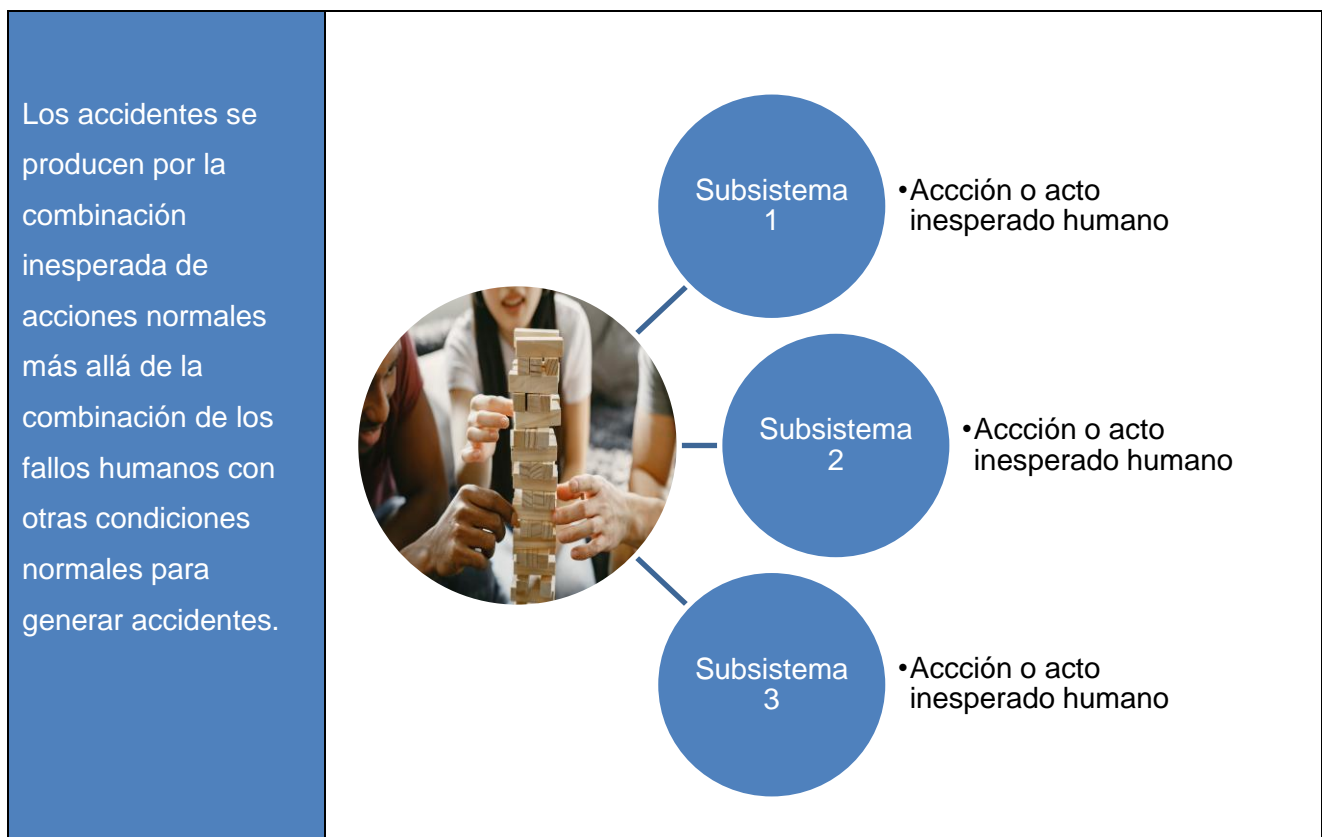 Los accidentes se
producen por la
combinación
inesperada de
acciones normales
más allá de la
combinación de los
fallos humanos con
otras condiciones
normales para
generar accidentes.
Subsistema
1
•Accción o acto
inesperado humano
Subsistema
2
•Accción o acto
inesperado humano
Subsistema
3
•Accción o acto
inesperado humano